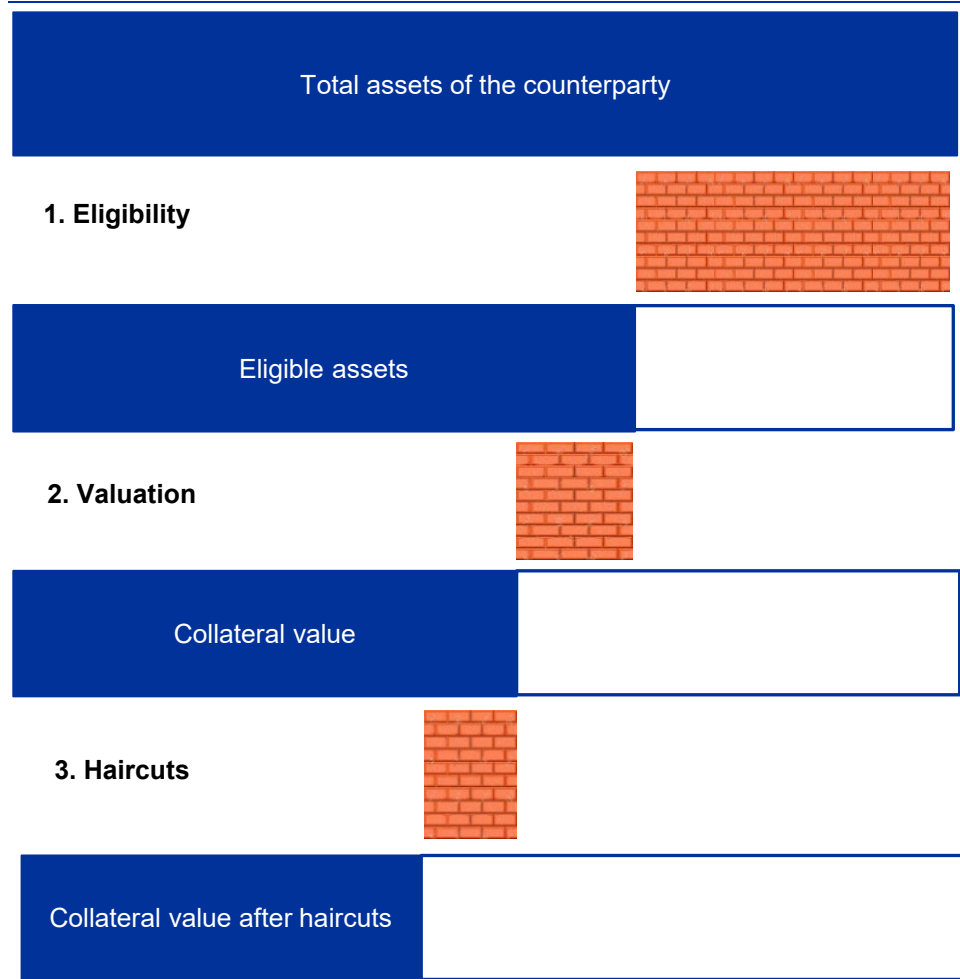 Total assets of the counterparty
1. Eligibility
Eligible assets
2. Valuation
Collateral value
3. Haircuts
Collateral value after haircuts